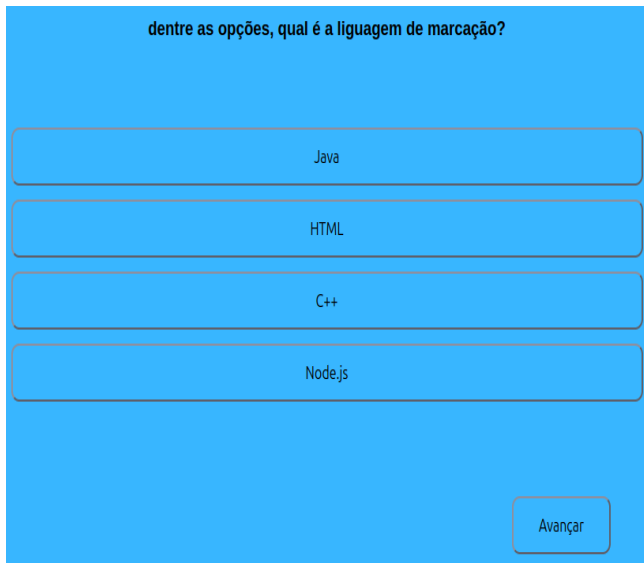 dentre as opções, qual é a liguagem de marcação?
Java
HTML
C++
Node.js
Avançar